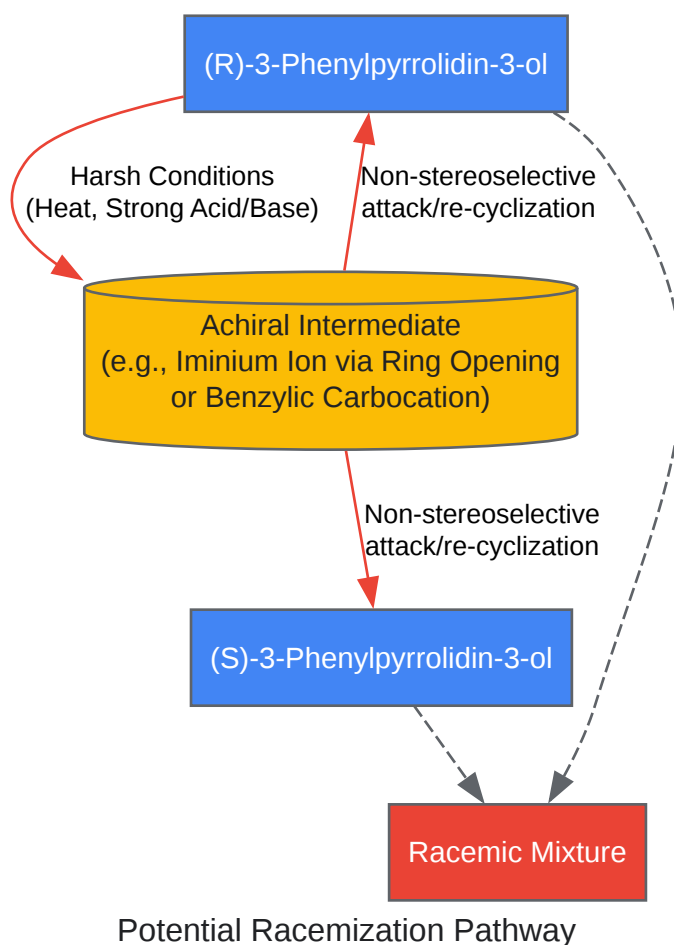 (R)-3-Phenylpyrrolidin-3-ol
Harsh Conditions
(Heat, Strong Acid/Base)
Non-stereoselective
attack/re-cyclization
Achiral Intermediate
(e.g., Iminium Ion via Ring Opening
or Benzylic Carbocation)
Non-stereoselective
attack/re-cyclization
(S)-3-Phenylpyrrolidin-3-ol
Racemic Mixture
Potential Racemization Pathway